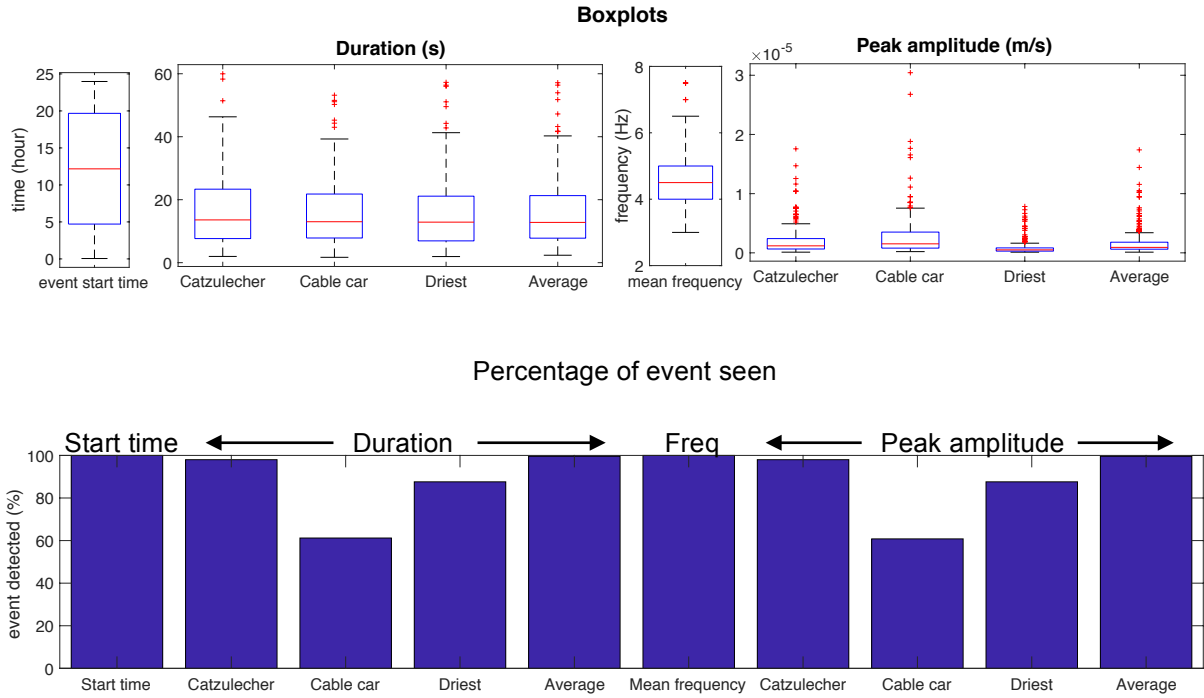 Boxplots
Duration (s)
Peak amplitude (m/s)
×10-5
time (hour)
25
20
15
10
5
0
event start time
60
40
20
0
Catzulecher
Cable car
Driest
Average
frequency (Hz)
8
6
4
2
mean frequency
3
2
1
0
Catzulecher
Cable car
Driest
Average
Percentage of event seen
Start time
Duration
Freq
Peak amplitude
event detected (%)
100
80
60
40
20
0
Start time
Catzulecher
Cable car
Driest
Average
Mean frequency
Catzulecher
Cable car
Driest
Average